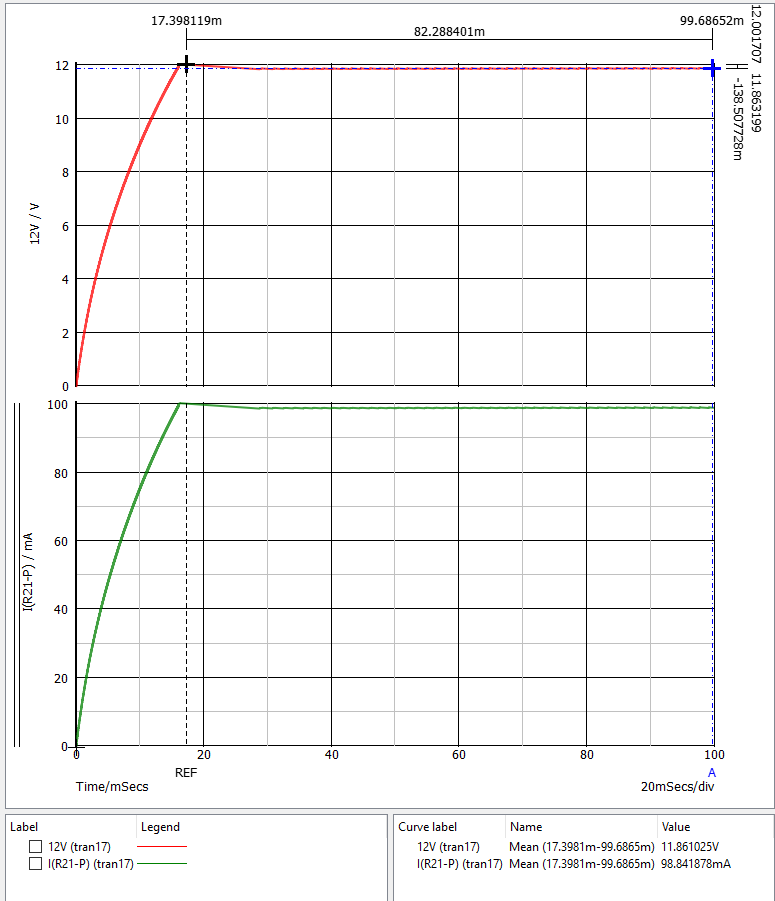 17.398119m
99.68652m
82.288401m
12.001707
11.863199
-138.507728m
12
10
8
6
4
2
0
12V / V
100
80
60
40
20
0
I(R21-P) / mA
0 20 40 60 80 100
REF A
Time/mSecs 20mSecs/div
Label Legend
12V (tran17)
I(R21-P) (tran17)
Curve label Name Value
12V (tran17) Mean (17.3981m-99.6865m) 11.861025V
I(R21-P) (tran17) Mean (17.3981m-99.6865m) 98.841878mA